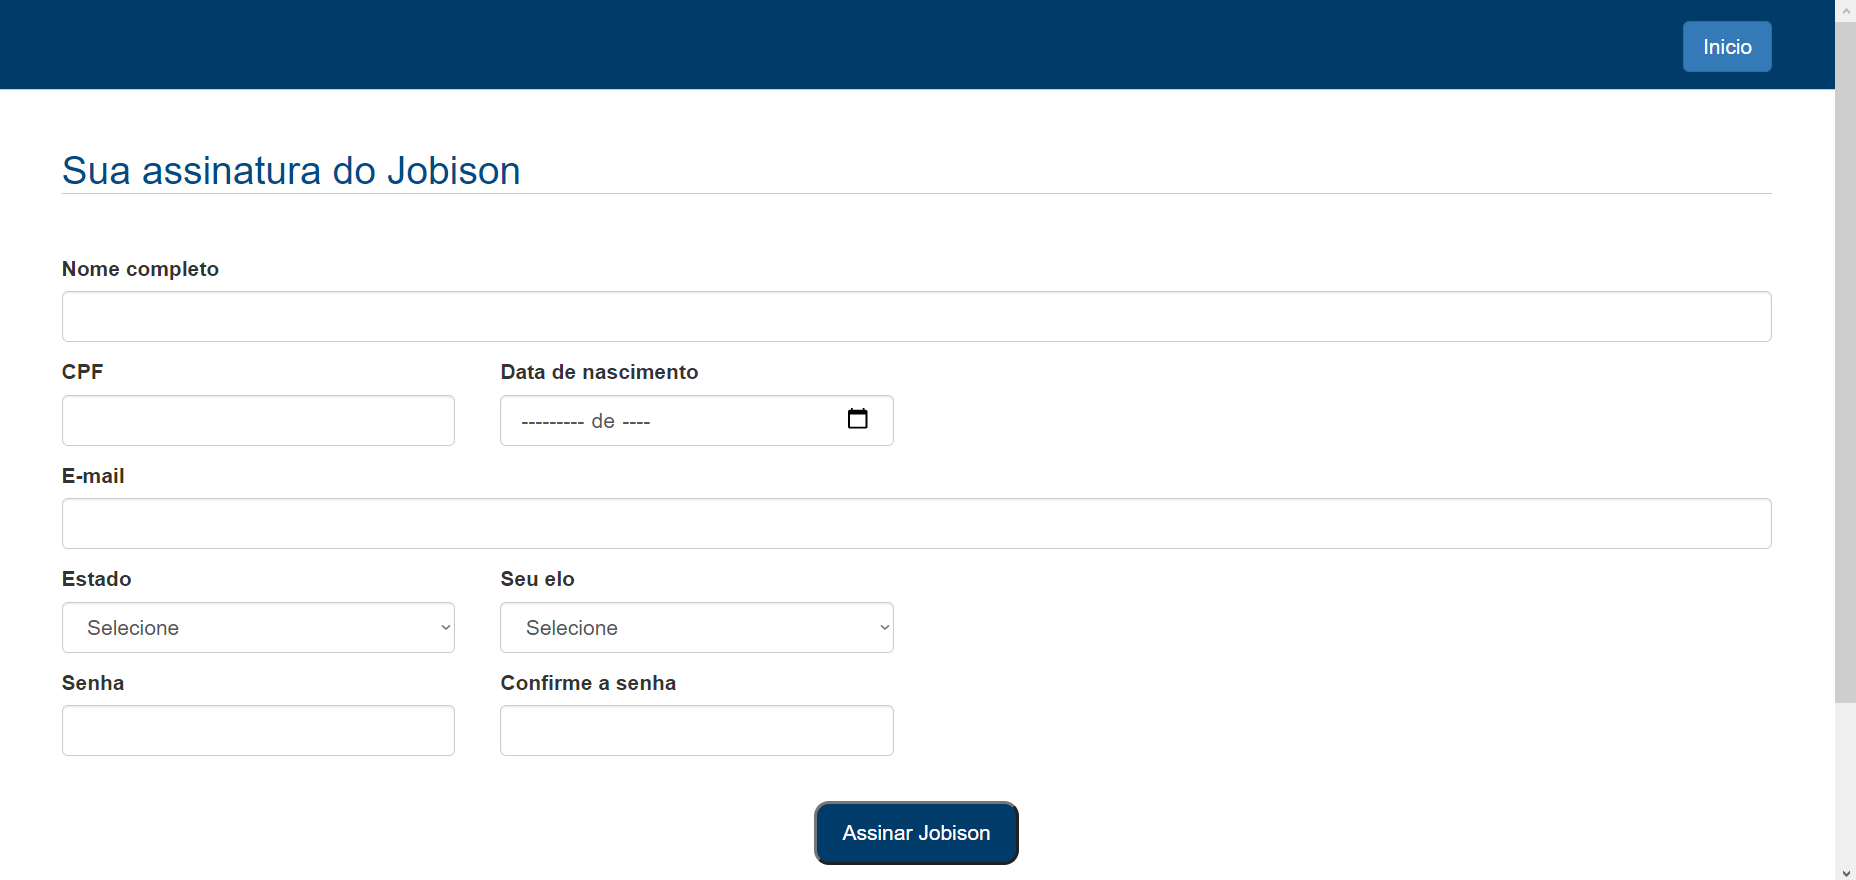 Inicio
Sua assinatura do Jobison
Nome completo
CPF
Data de nascimento
--------- de ----
E-mail
Estado
Seu elo
Selecione
Selecione
Senha
Confirme a senha
Assinar Jobison